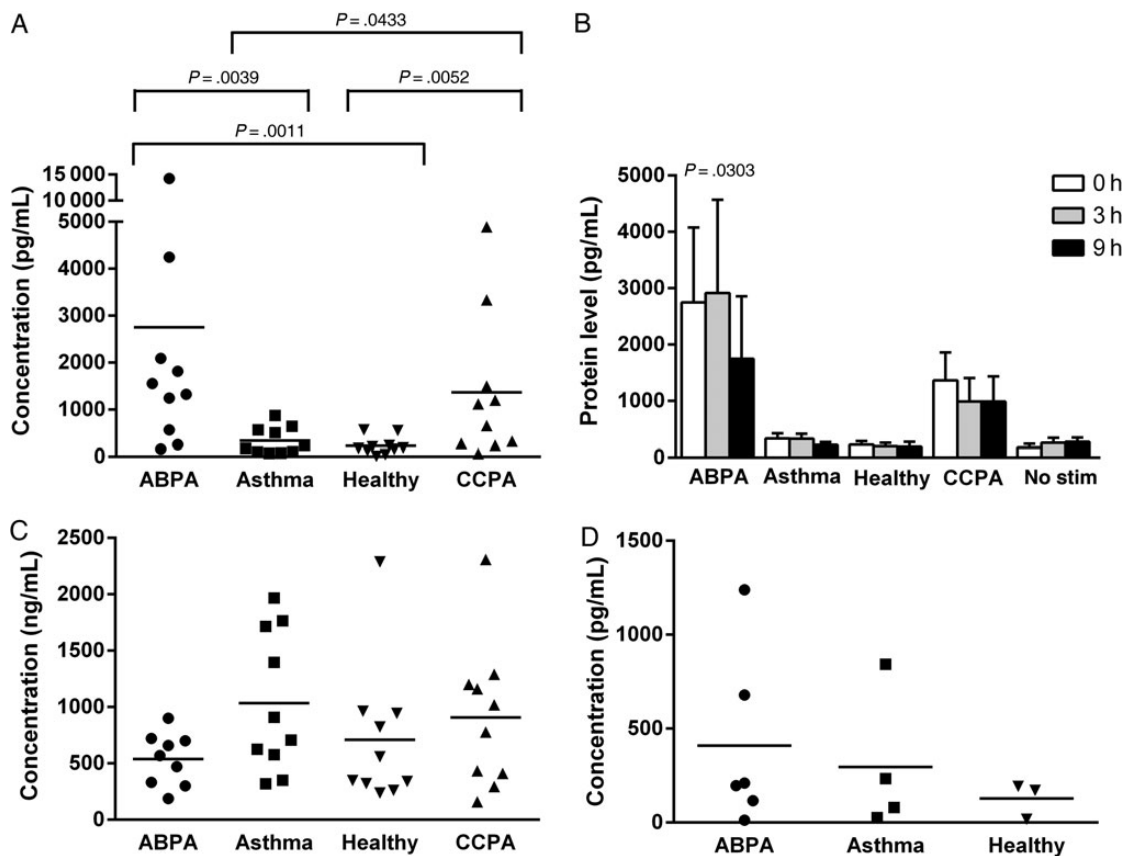 A
P = .0433
P = .0039
P = .0052
P = .0011
Concentration (pg/mL)
15 000
10 000
5000
4000
3000
2000
1000
0
ABPA Asthma Healthy CCPA
B
P = .0303
0 h
3 h
9 h
Protein level (pg/mL)
5000
4000
3000
2000
1000
0
ABPA Asthma Healthy CCPA No stim
C
Concentration (ng/mL)
2500
2000
1500
1000
500
0
ABPA Asthma Healthy CCPA
D
Concentration (pg/mL)
1500
1000
500
0
ABPA Asthma Healthy